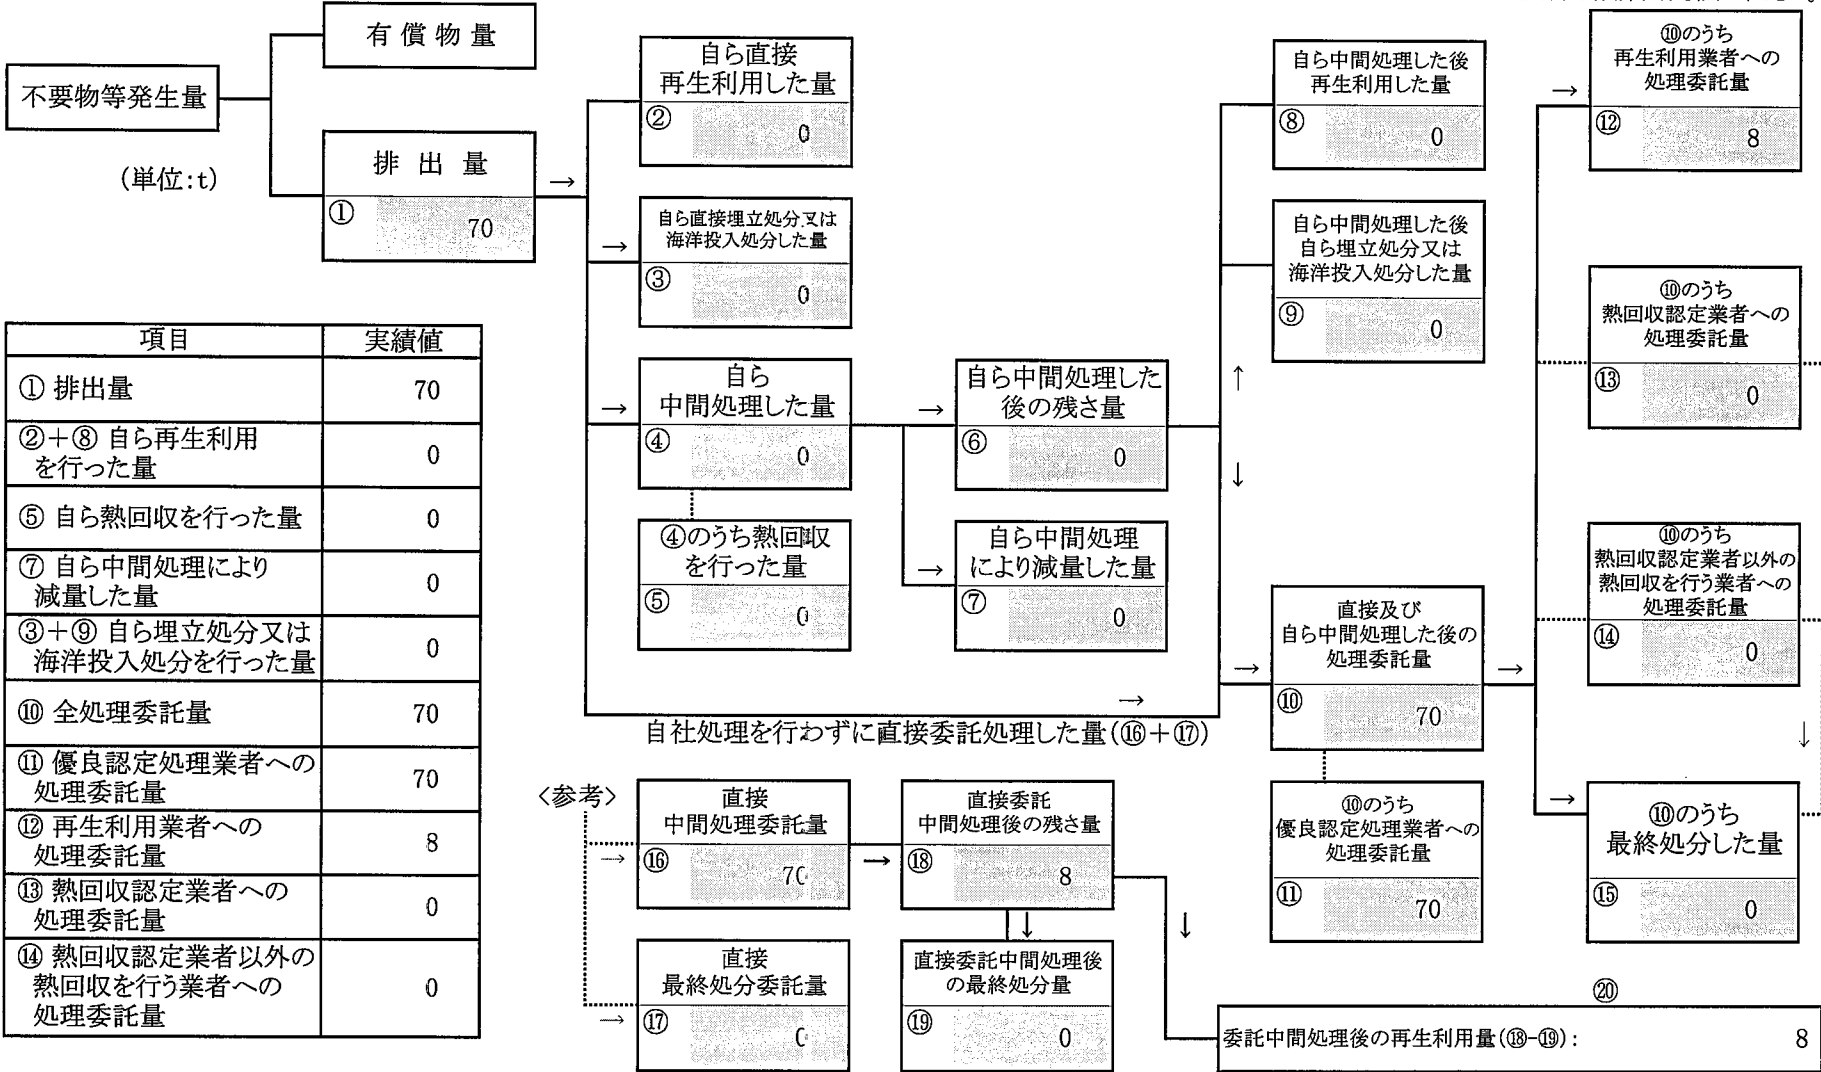 不要物等発生量
(単位:t)
有償物量
排出量
① 70
自ら直接
再生利用した量
② 0
自ら直接埋立処分又は
海洋投入処分した量
③ 0
自ら
中間処理した量
④ 0
④のうち熱回収
を行った量
⑤ 0
自ら中間処理した
後の残さ量
⑥ 0
自ら中間処理
により減量した量
⑦ 0
自ら中間処理した後
再生利用した量
⑧ 0
自ら中間処理した後
自ら埋立処分又は
海洋投入処分した量
⑨ 0
直接及び
自ら中間処理した後の
処理委託量
⑩ 70
⑩のうち
優良認定処理業者への
処理委託量
⑪ 70
⑩のうち
再生利用業者への
処理委託量
⑫ 8
⑩のうち
熱回収認定業者への
処理委託量
⑬ 0
⑩のうち
熱回収認定業者以外の
熱回収を行う業者への
処理委託量
⑭ 0
⑩のうち
最終処分した量
⑮ 0
自社処理を行わずに直接委託処理した量(⑯+⑰)
〈参考〉
直接
中間処理委託量
⑯ 70
直接
最終処分委託量
⑰ 0
直接委託
中間処理後の残さ量
⑱ 8
直接委託中間処理後
の最終処分量
⑲ 0
⑳
委託中間処理後の再生利用量(⑱-⑲): 8
項目 実績値
① 排出量 70
②+⑧ 自ら再生利用
を行った量 0
⑤ 自ら熱回収を行った量 0
⑦ 自ら中間処理により
減量した量 0
③+⑨ 自ら埋立処分又は
海洋投入処分を行った量 0
⑩ 全処理委託量 70
⑪ 優良認定処理業者への
処理委託量 70
⑫ 再生利用業者への
処理委託量 8
⑬ 熱回収認定業者への
処理委託量 0
⑭ 熱回収認定業者以外の
熱回収を行う業者への
処理委託量 0